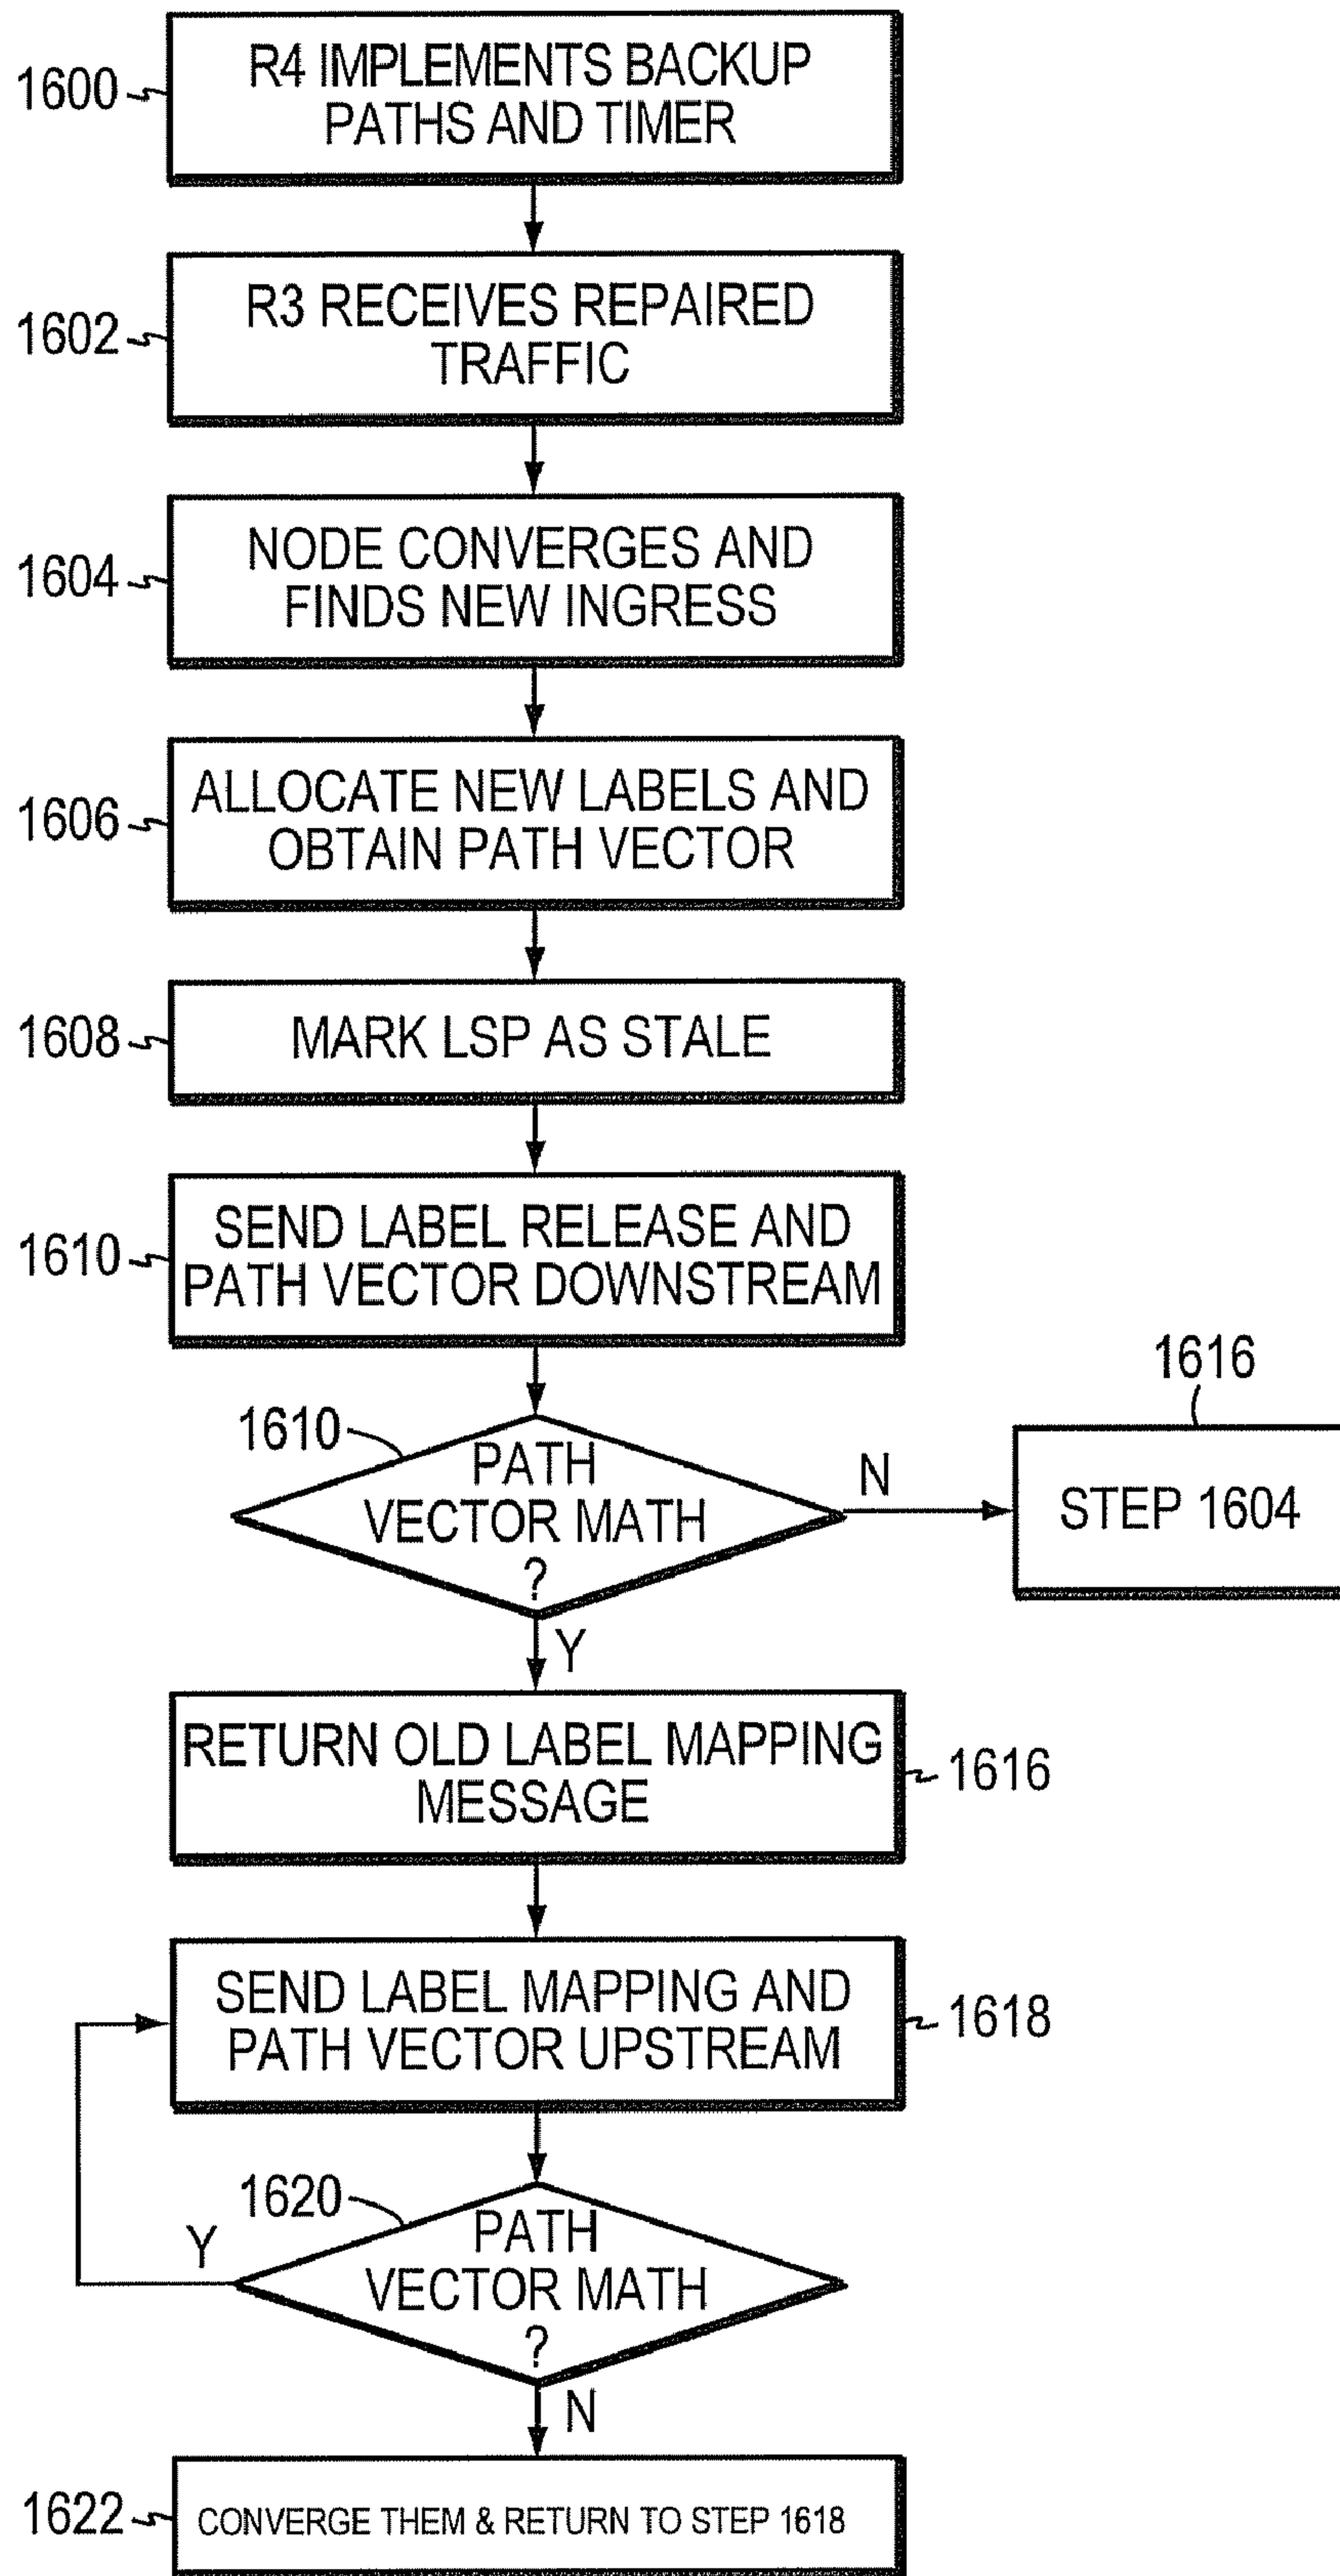 1600
R4 IMPLEMENTS BACKUP
PATHS AND TIMER
1602
R3 RECEIVES REPAIRED
TRAFFIC
1604
NODE CONVERGES AND
FINDS NEW INGRESS
1606
ALLOCATE NEW LABELS AND
OBTAIN PATH VECTOR
1608
MARK LSP AS STALE
1610
SEND LABEL RELEASE AND
PATH VECTOR DOWNSTREAM
1610
PATH
VECTOR MATH
?
N
1616
STEP 1604
Y
RETURN OLD LABEL MAPPING
MESSAGE
1616
SEND LABEL MAPPING AND
PATH VECTOR UPSTREAM
1618
1620
PATH
VECTOR MATH
?
Y
N
1622
CONVERGE THEM & RETURN TO STEP 1618